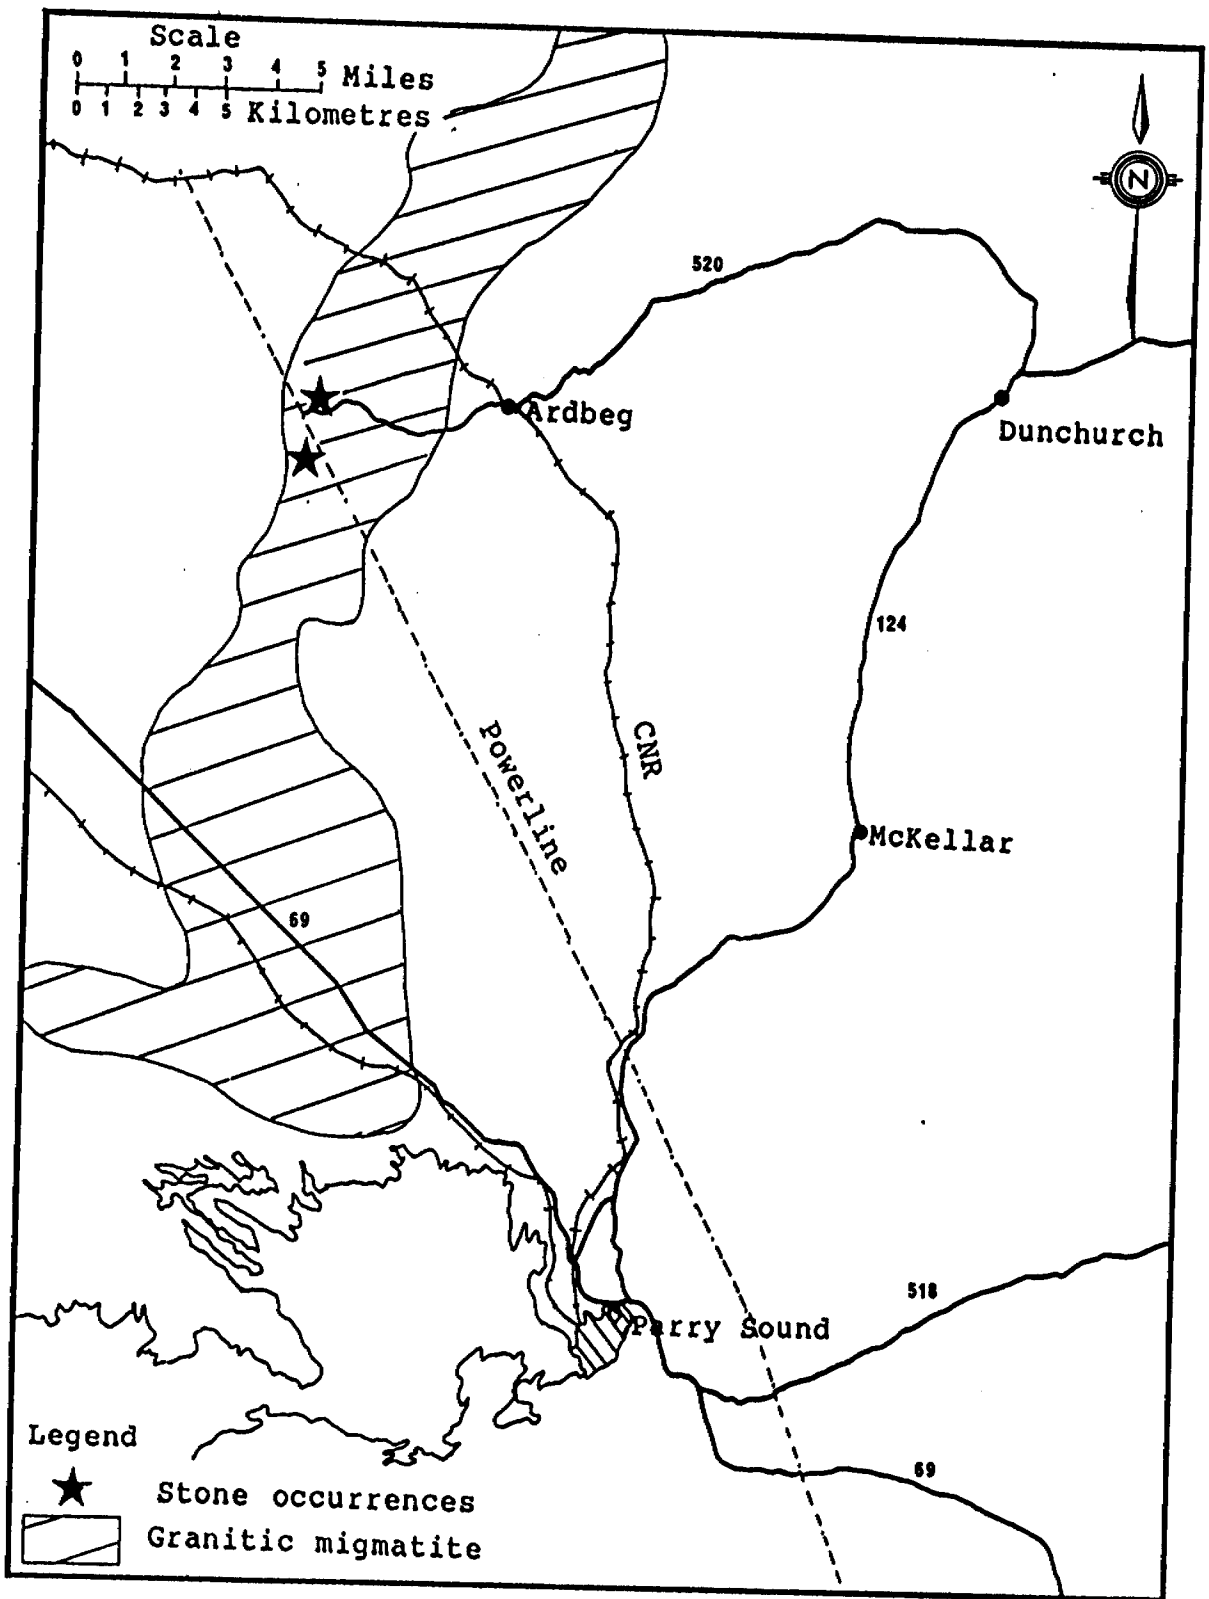 Scale
0 1 2 3 4 5 Miles
0 1 2 3 4 5 Kilometres
N
520
Ardbeg
Dunchurch
124
CNR
Powerline
McKellar
69
518
Parry Sound
69
Legend
Stone occurrences
Granitic migmatite